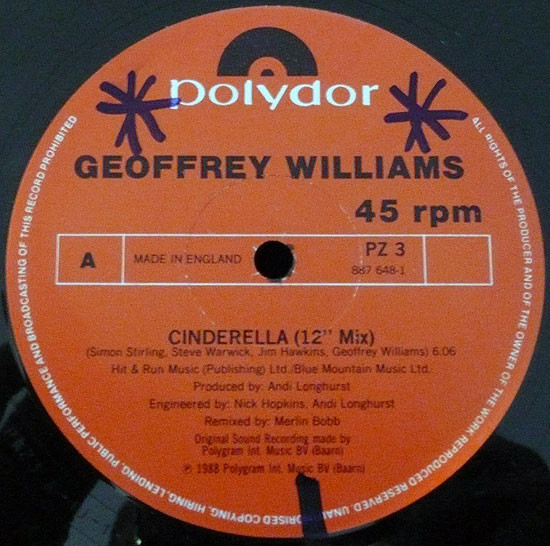 polydor
GEOFFREY WILLIAMS
45 rpm
A
MADE IN ENGLAND
PZ 3
887 648-1
CINDERELLA (12" Mix)
(Simon Stirling, Steve Warwick, Jim Hawkins, Geoffrey Williams) 6.06
Hit & Run Music (Publishing) Ltd./Blue Mountain Music Ltd.
Produced by: Andi Longhurst
Engineered by: Nick Hopkins, Andi Longhurst
Remixed by: Merlin Bobb
Original Sound Recording made by
Polygram Int. Music BV (Baarn)
℗ 1988 Polygram Int. Music BV (Baarn)
ALL RIGHTS OF THE PRODUCER AND OF THE OWNER OF THE WORK REPRODUCED RESERVED. UNAUTHORISED COPYING, HIRING, LENDING, PUBLIC PERFORMANCE AND BROADCASTING OF THIS RECORD PROHIBITED